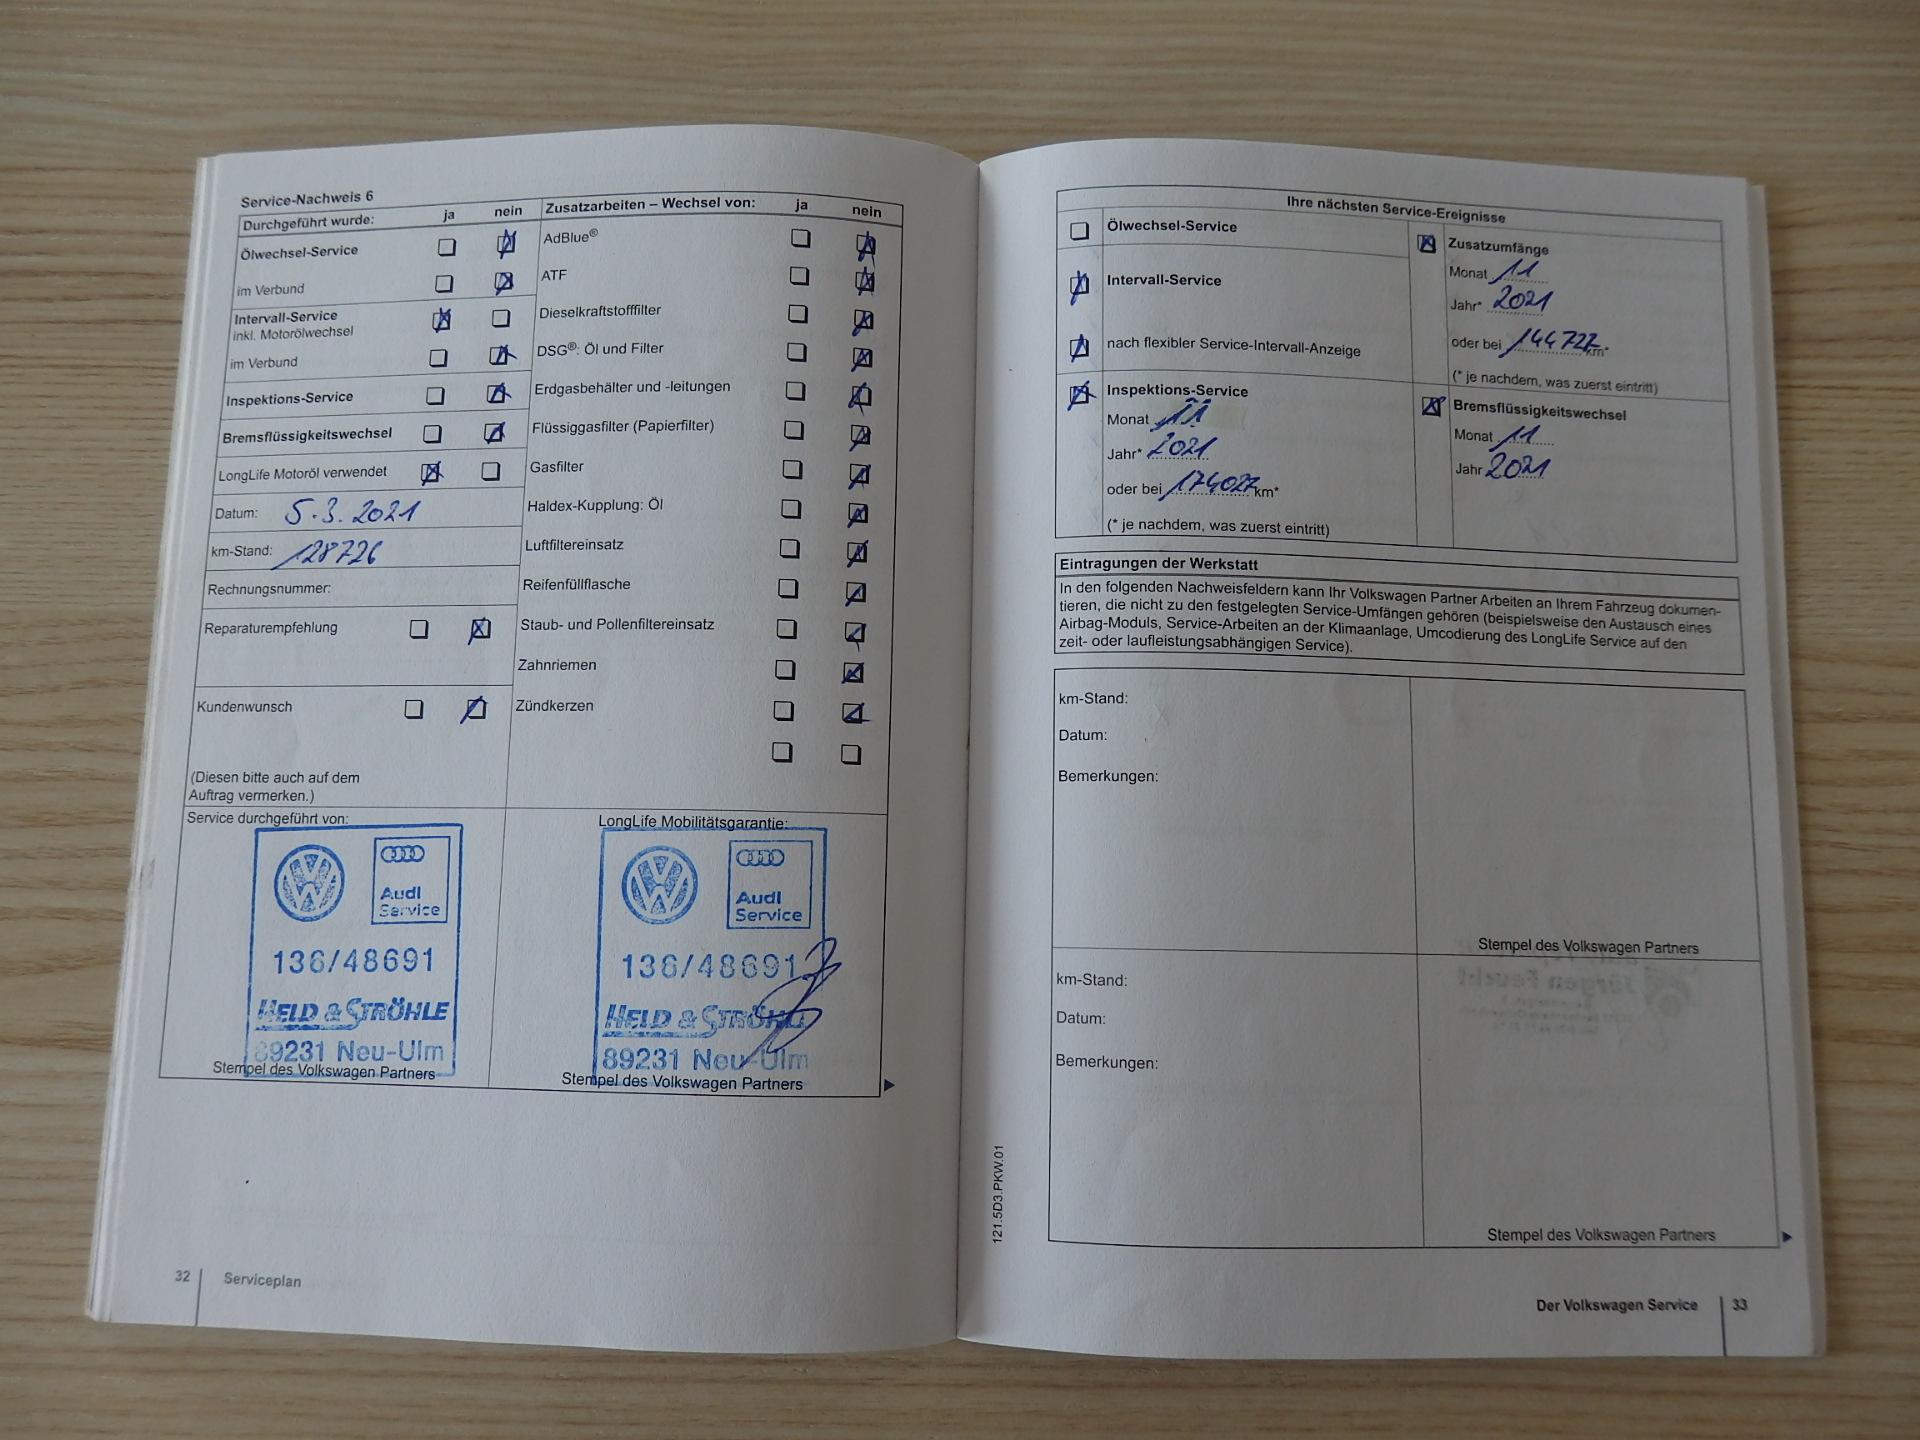 Service-Nachweis 6
Durchgeführt wurde: ja nein
Ölwechsel-Service
im Verbund
Intervall-Service
inkl. Motorölwechsel
im Verbund
Inspektions-Service
Bremsflüssigkeitswechsel
LongLife Motoröl verwendet
Datum: 5.3.2021
km-Stand: 128726
Rechnungsnummer:
Reparaturempfehlung
Kundenwunsch
(Diesen bitte auch auf dem
Auftrag vermerken.)
Zusatzarbeiten – Wechsel von: ja nein
AdBlue®
ATF
Dieselkraftstofffilter
DSG®: Öl und Filter
Erdgasbehälter und -leitungen
Flüssiggasfilter (Papierfilter)
Gasfilter
Haldex-Kupplung: Öl
Luftfiltereinsatz
Reifenfüllflasche
Staub- und Pollenfiltereinsatz
Zahnriemen
Zündkerzen
Service durchgeführt von:
Audi
Service
136/48691
HELD & STRÖHLE
89231 Neu-Ulm
Stempel des Volkswagen Partners
LongLife Mobilitätsgarantie:
Audi
Service
136/48691
HELD & STRÖHLE
89231 Neu-Ulm
Stempel des Volkswagen Partners
32 Serviceplan
Ihre nächsten Service-Ereignisse
Ölwechsel-Service
Intervall-Service
nach flexibler Service-Intervall-Anzeige
Inspektions-Service
Monat 11
Jahr* 2021
oder bei 174027 km*
(* je nachdem, was zuerst eintritt)
Zusatzumfänge
Monat 11
Jahr* 2021
oder bei 144727 km*
(* je nachdem, was zuerst eintritt)
Bremsflüssigkeitswechsel
Monat 11
Jahr 2021
Eintragungen der Werkstatt
In den folgenden Nachweisfeldern kann Ihr Volkswagen Partner Arbeiten an Ihrem Fahrzeug dokumen-
tieren, die nicht zu den festgelegten Service-Umfängen gehören (beispielsweise den Austausch eines
Airbag-Moduls, Service-Arbeiten an der Klimaanlage, Umcodierung des LongLife Service auf den
zeit- oder laufleistungsabhängigen Service).
km-Stand:
Datum:
Bemerkungen:
Stempel des Volkswagen Partners
km-Stand:
Datum:
Bemerkungen:
Stempel des Volkswagen Partners
121.5D3.PKW.01
Der Volkswagen Service 33